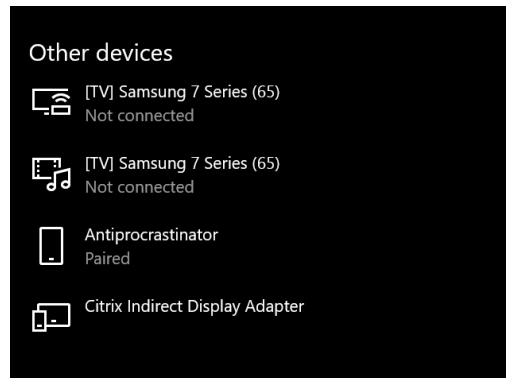 Other devices
[TV] Samsung 7 Series (65)
Not connected
[TV] Samsung 7 Series (65)
Not connected
Antiprocrastinator
Paired
Citrix Indirect Display Adapter